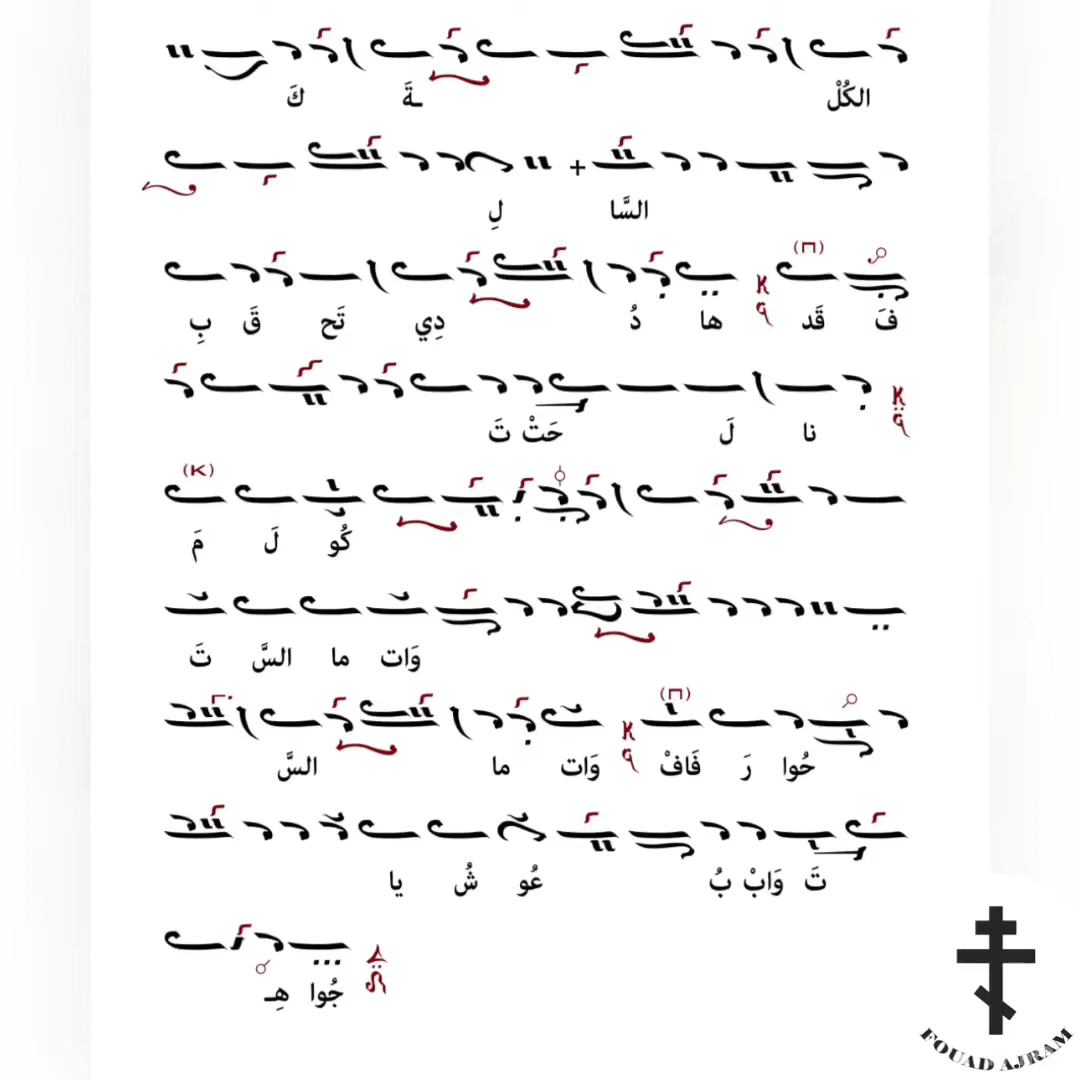 الكُلْ ـةَ كَ
السَّا لِ
(Π)
فَ قَد ها دُ دِي تَح قَ بِ
نا لَ حَتْ تَ
(K)
كُو لَ مَ
وَات ما السَّ تَ
(Π)
حُوا رَ فَافْ وَات ما السَّ
تَ وَابْ بُ عُو شُ يا
جُوا هِـ
FOUAD AJRAM